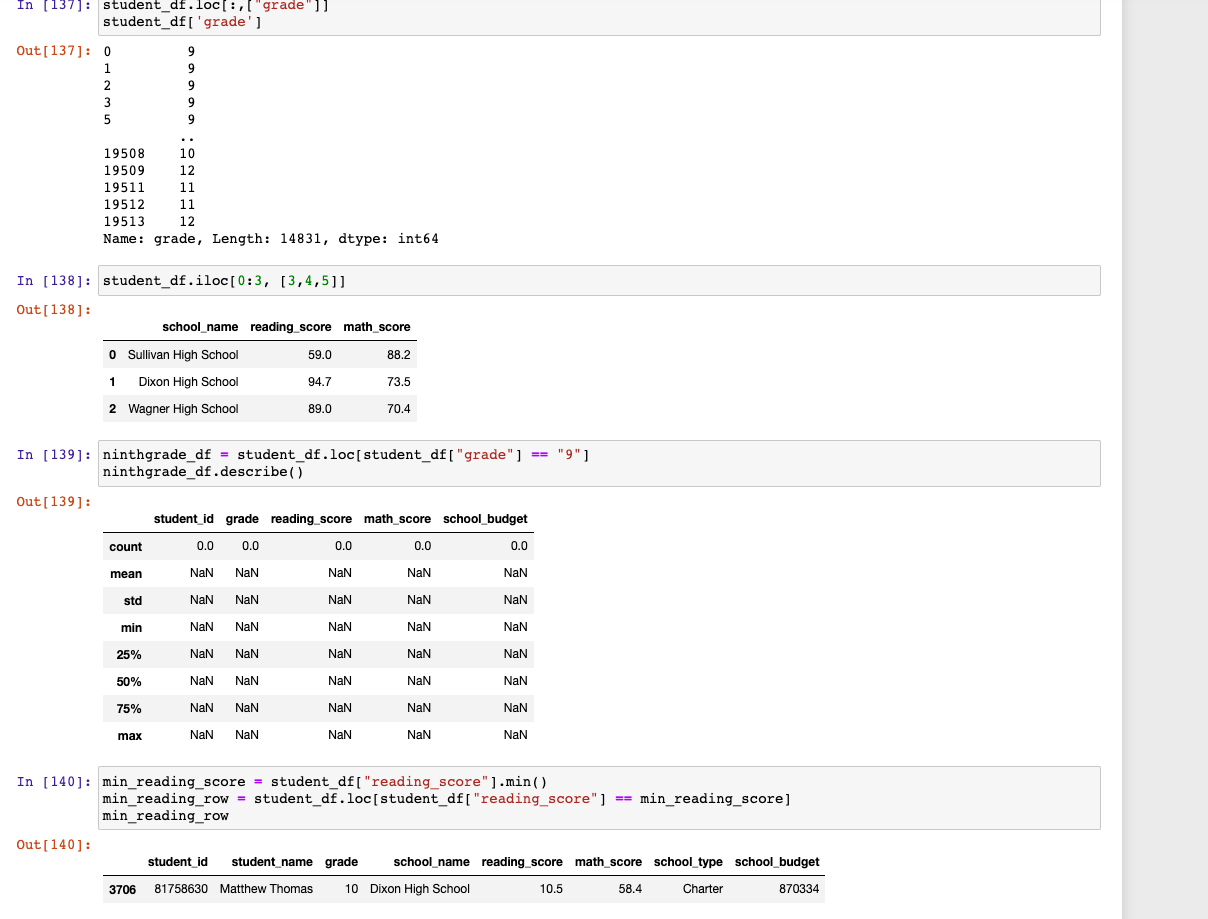 In [137]: student_df.loc[:,["grade"]]
student_df['grade']
Out[137]: 0 9
1 9
2 9
3 9
5 9
..
19508 10
19509 12
19511 11
19512 11
19513 12
Name: grade, Length: 14831, dtype: int64
In [138]: student_df.iloc[0:3, [3,4,5]]
Out[138]:
school_name reading_score math_score
0 Sullivan High School 59.0 88.2
1 Dixon High School 94.7 73.5
2 Wagner High School 89.0 70.4
In [139]: ninthgrade_df = student_df.loc[student_df["grade"] == "9"]
ninthgrade_df.describe()
Out[139]:
student_id grade reading_score math_score school_budget
count 0.0 0.0 0.0 0.0 0.0
mean NaN NaN NaN NaN NaN
std NaN NaN NaN NaN NaN
min NaN NaN NaN NaN NaN
25% NaN NaN NaN NaN NaN
50% NaN NaN NaN NaN NaN
75% NaN NaN NaN NaN NaN
max NaN NaN NaN NaN NaN
In [140]: min_reading_score = student_df["reading_score"].min()
min_reading_row = student_df.loc[student_df["reading_score"] == min_reading_score]
min_reading_row
Out[140]:
student_id student_name grade school_name reading_score math_score school_type school_budget
3706 81758630 Matthew Thomas 10 Dixon High School 10.5 58.4 Charter 870334